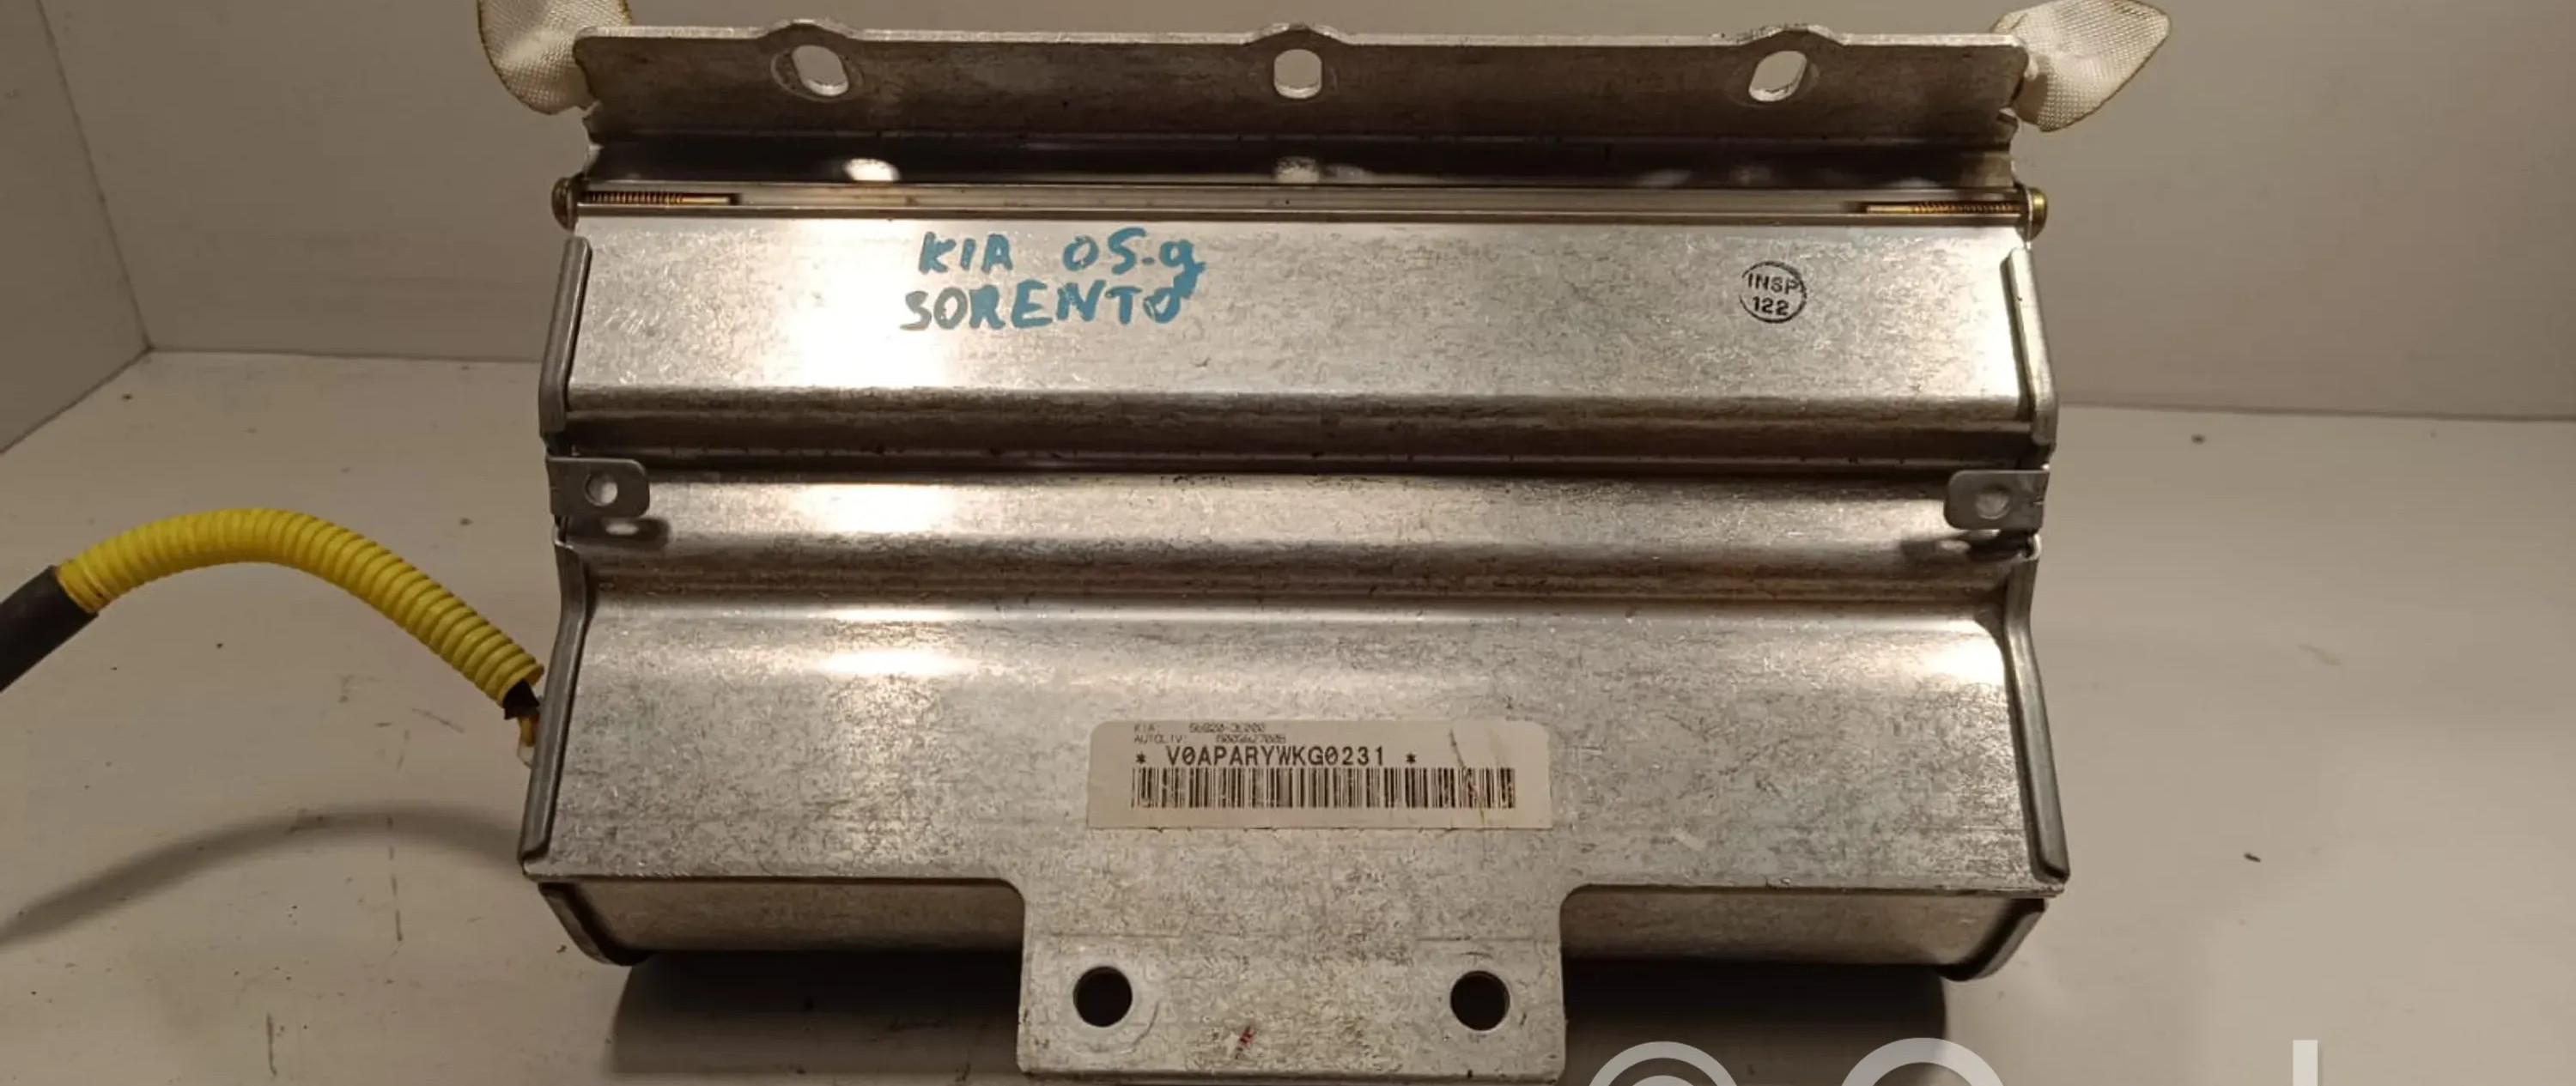 KIA 05.g
SORENTO
INSP
122
KIA
AUTOLIV
* V0APARYWKG0231 *